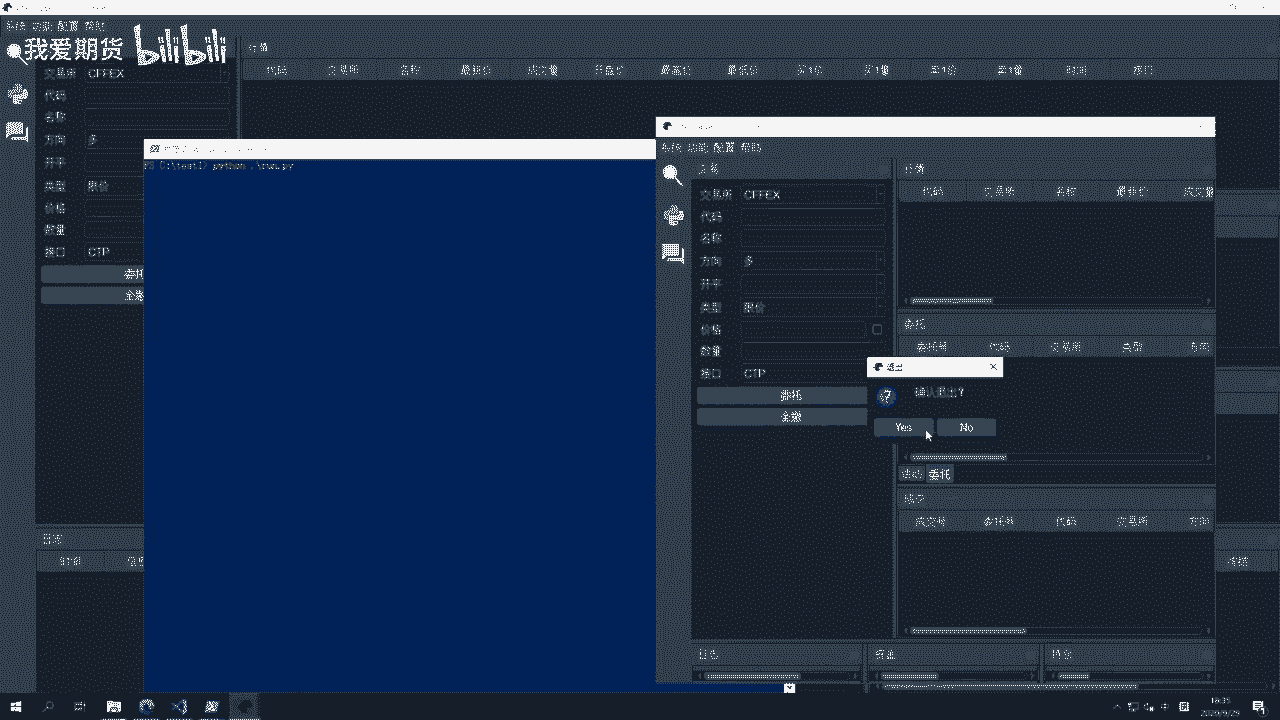 系统 功能 配置 帮助
我爱期货 bilibili
行情
代码 交易所 名称 最新价 成交量 开盘价 最高价 最低价 买1价 买1量 卖1价 卖1量 时间 接口
交易所 CFFEX
代码
名称
方向 多
开平
类型 限价
价格
数量
接口 CTP
委托
全撤
日志
时间 信息
PS C:\test1> python .\run.py
系统 功能 配置 帮助
交易
交易所 CFFEX
代码
名称
方向 多
开平
类型 限价
价格
数量
接口 CTP
委托
全撤
行情
代码 交易所 名称 最新价 成交量
委托
委托号 代码 交易所 类型 方向
活动 委托
成交
成交号 委托号 代码 交易所 方向
日志 资金 持仓
退出
确认退出?
Yes No
18:35
2020/9/29